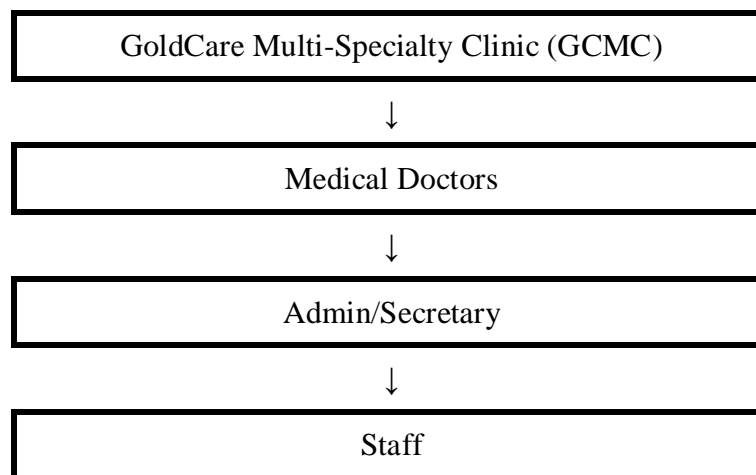 GoldCare Multi-Specialty Clinic (GCMC)
↓
Medical Doctors
↓
Admin/Secretary
↓
Staff